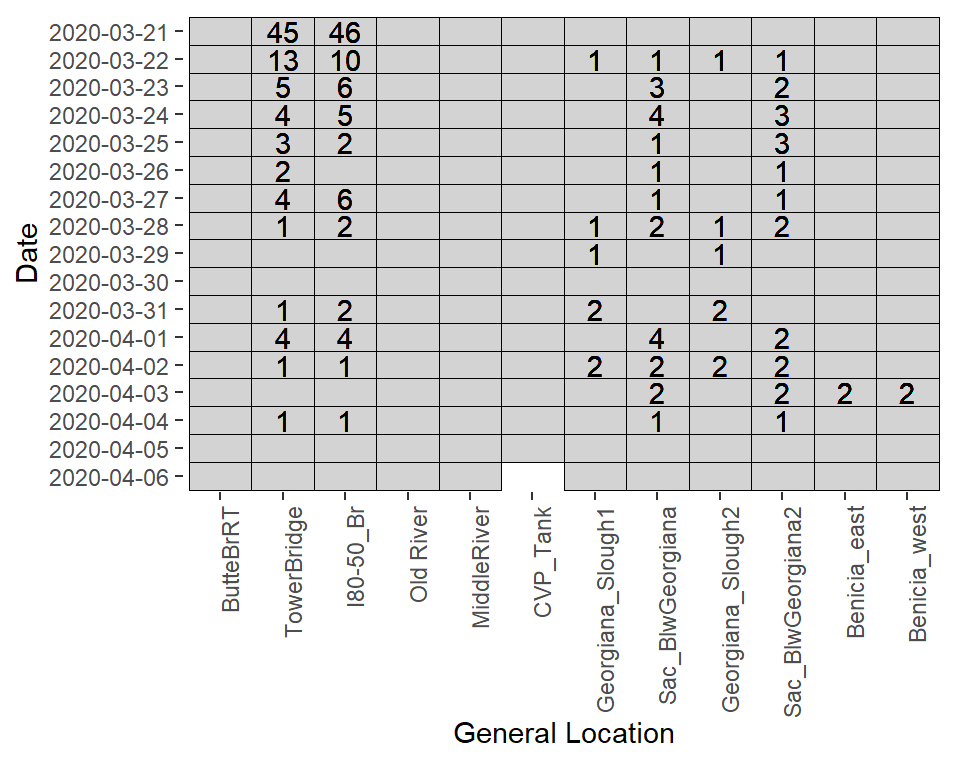 2020-03-21 45 46
2020-03-22 13 10 1 1 1 1
2020-03-23 5 6 3 2
2020-03-24 4 5 4 3
2020-03-25 3 2 1 3
2020-03-26 2 1 1
2020-03-27 4 6 1 1
2020-03-28 1 2 1 2 1 2
2020-03-29 1 1
2020-03-30
2020-03-31 1 2 2 2
2020-04-01 4 4 4 2
2020-04-02 1 1 2 2 2 2
2020-04-03 2 2 2 2
2020-04-04 1 1 1 1
2020-04-05
2020-04-06
Date
ButteBrRT
TowerBridge
I80-50_Br
Old River
MiddleRiver
CVP_Tank
Georgiana_Slough1
Sac_BlwGeorgiana
Georgiana_Slough2
Sac_BlwGeorgiana2
Benicia_east
Benicia_west
General Location